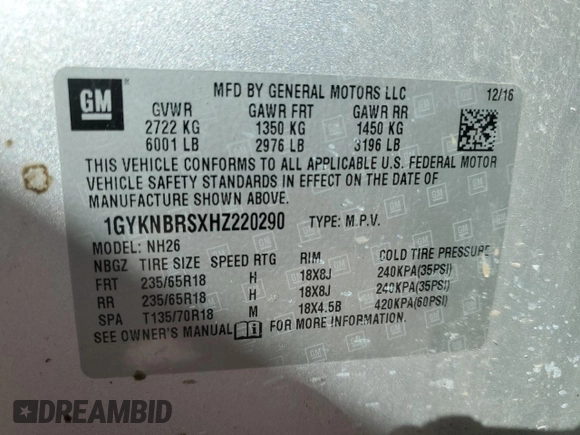 GM
MFD BY GENERAL MOTORS LLC 12/16
GVWR GAWR FRT GAWR RR
2722 KG 1350 KG 1450 KG
6001 LB 2976 LB 3196 LB
THIS VEHICLE CONFORMS TO ALL APPLICABLE U.S. FEDERAL MOTOR
VEHICLE SAFETY STANDARDS IN EFFECT ON THE DATE OF
MANUFACTURE SHOWN ABOVE.
1GYKNBRSXHZ220290 TYPE: M.P.V.
MODEL: NH26
NBGZ TIRE SIZE SPEED RTG RIM COLD TIRE PRESSURE
FRT 235/65R18 H 18X8J 240KPA(35PSI)
RR 235/65R18 H 18X8J 240KPA(35PSI)
SPA T135/70R18 M 18X4.5B 420KPA(60PSI)
SEE OWNER'S MANUAL FOR MORE INFORMATION.
DREAMBID